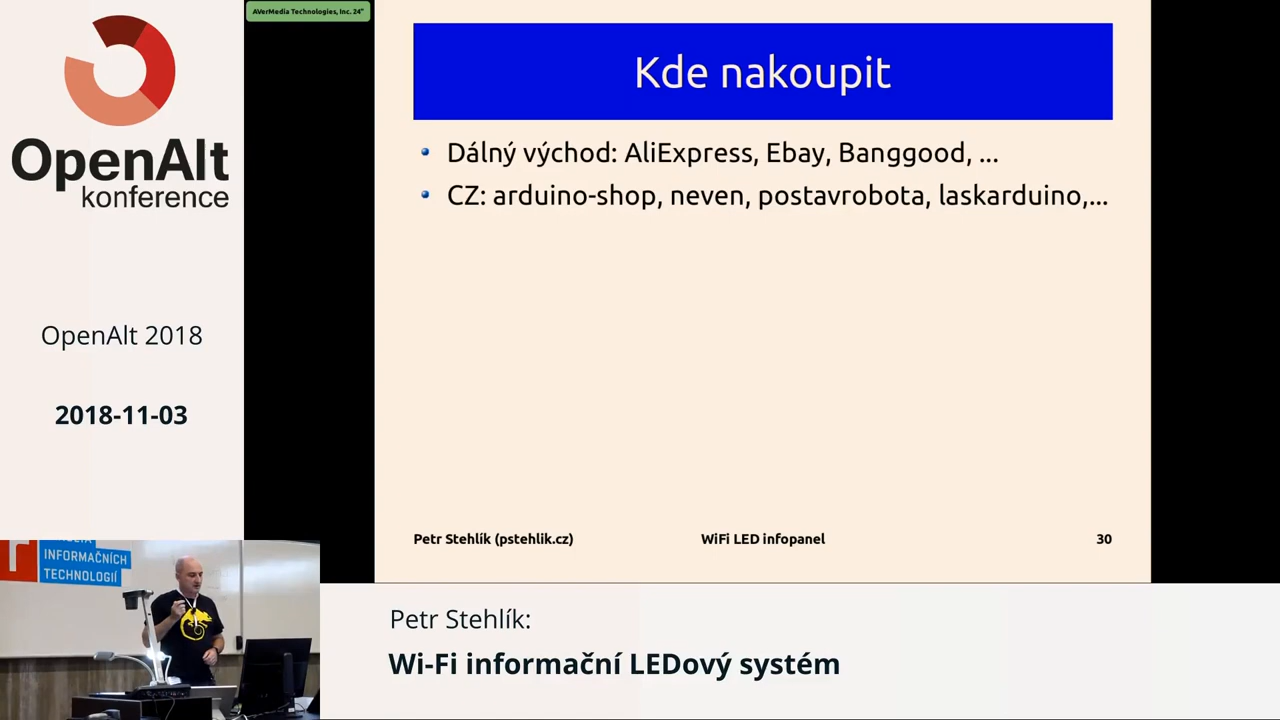 OpenAlt
konference
OpenAlt 2018
2018-11-03
AVerMedia Technologies, Inc. 24"
Kde nakoupit
Dálný východ: AliExpress, Ebay, Banggood, ...
CZ: arduino-shop, neven, postavrobota, laskarduino,...
Petr Stehlík (pstehlik.cz)
WiFi LED infopanel
30
INFORMAČNÍCH
TECHNOLOGIÍ
Petr Stehlík:
Wi-Fi informační LEDový systém